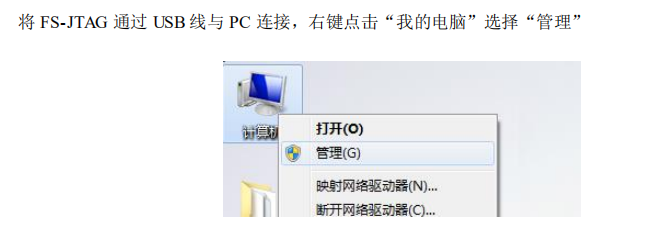 将 FS-JTAG 通过 USB 线与 PC 连接，右键点击“我的电脑”选择“管理”
计算机
打开(O)
管理(G)
映射网络驱动器(N)...
断开网络驱动器(C)...